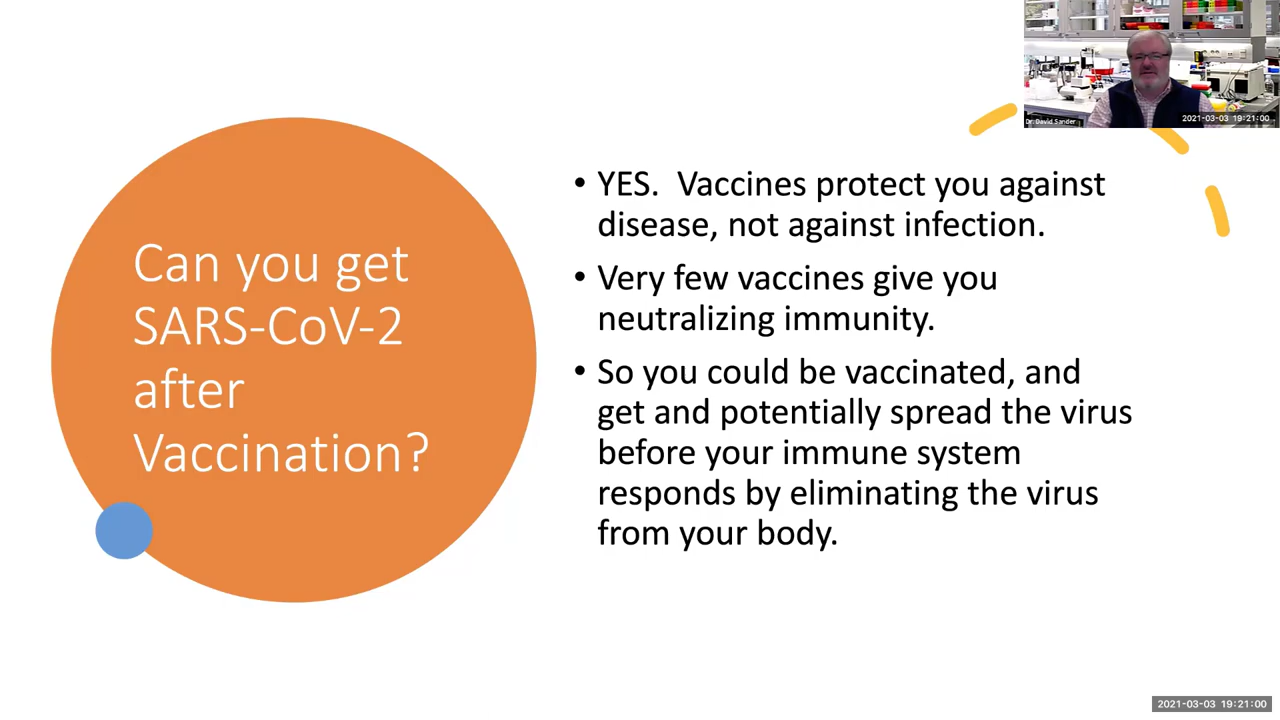 Can you get
SARS-CoV-2
after
Vaccination?
• YES.  Vaccines protect you against
disease, not against infection.
• Very few vaccines give you
neutralizing immunity.
• So you could be vaccinated, and
get and potentially spread the virus
before your immune system
responds by eliminating the virus
from your body.
Dr. David Sander
2021-03-03 19:21:00
2021-03-03 19:21:00